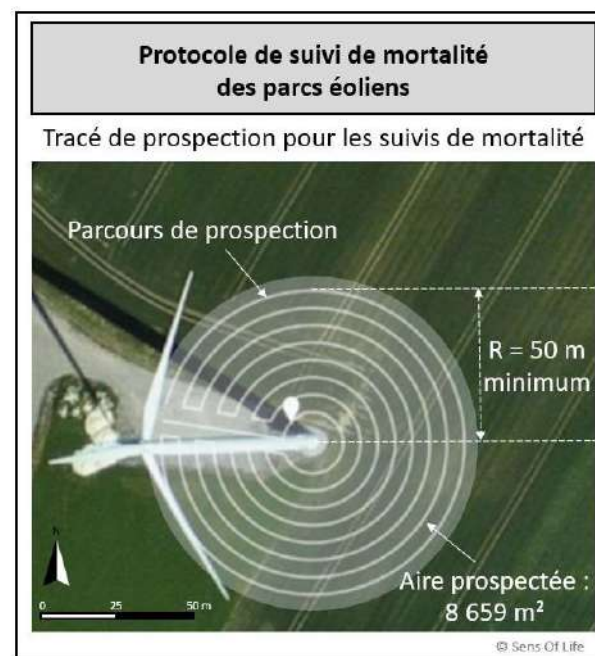 Protocole de suivi de mortalité
des parcs éoliens
Tracé de prospection pour les suivis de mortalité
Parcours de prospection
R = 50 m
minimum
Aire prospectée :
8 659 m²
N
0 25 50 m
© Sens Of Life